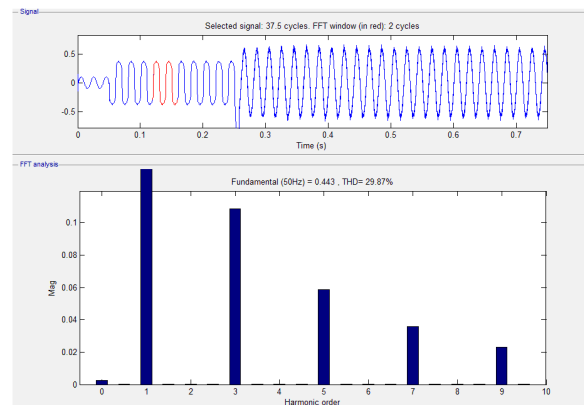 Signal
Selected signal: 37.5 cycles. FFT window (in red): 2 cycles
0.5
0
-0.5
0 0.1 0.2 0.3 0.4 0.5 0.6 0.7
Time (s)
FFT analysis
Fundamental (50Hz) = 0.443 , THD= 29.87%
0.1
0.08
0.06
0.04
0.02
0
Mag
0 1 2 3 4 5 6 7 8 9 10
Harmonic order